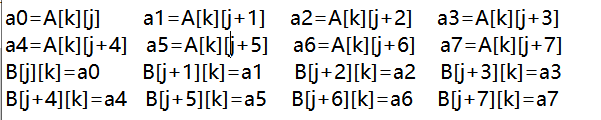 a0=A[k][j] a1=A[k][j+1] a2=A[k][j+2] a3=A[k][j+3]
a4=A[k][j+4] a5=A[k][j+5] a6=A[k][j+6] a7=A[k][j+7]
B[j][k]=a0 B[j+1][k]=a1 B[j+2][k]=a2 B[j+3][k]=a3
B[j+4][k]=a4 B[j+5][k]=a5 B[j+6][k]=a6 B[j+7][k]=a7